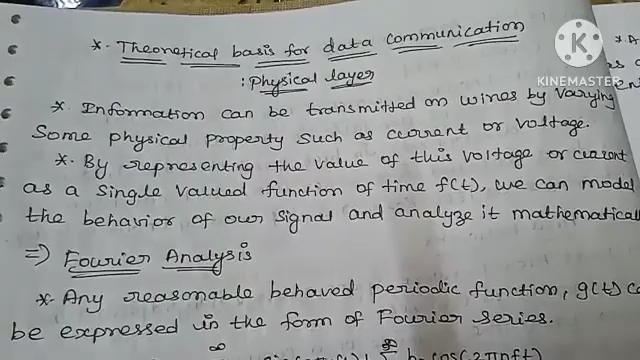 *. Theoretical basis for data communication
: Physical layer
* Information can be transmitted on wires by varying
some physical property such as current or voltage.
*. By representing the value of this voltage or current
as a single valued function of time f(t), we can model
the behavior of our signal and analyze it mathematical
=) Fourier Analysis
*. Any reasonable behaved periodic function, g(t) ca
be expressed in the form of Fourier series.
cos(2πnft)
KINEMASTER